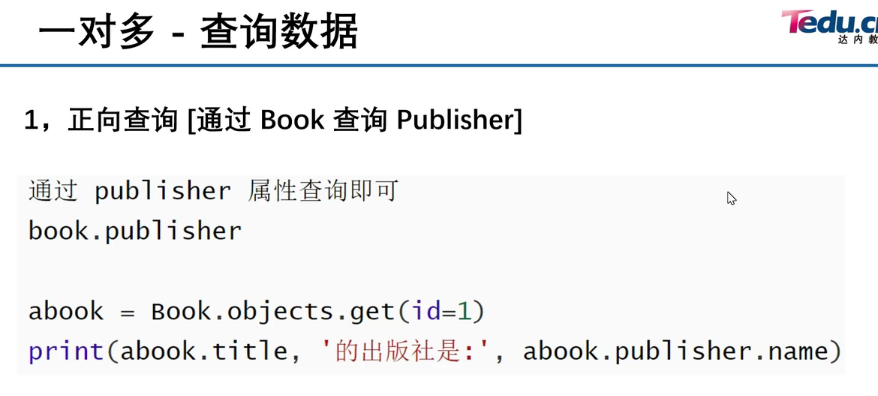 一对多 - 查询数据
Tedu.c
达内教
1，正向查询 [通过 Book 查询 Publisher]
通过 publisher 属性查询即可
book.publisher
abook = Book.objects.get(id=1)
print(abook.title, '的出版社是:', abook.publisher.name)